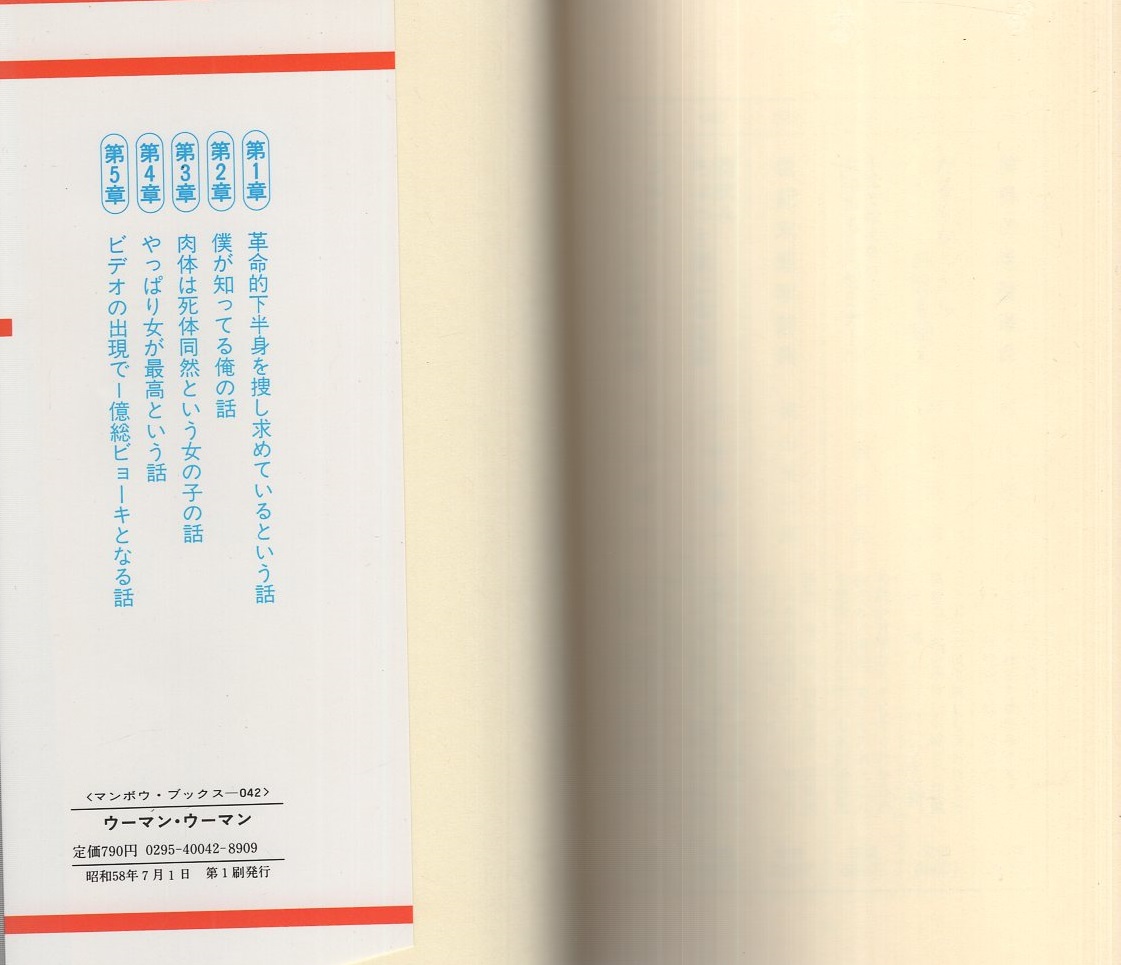 第1章 革命的下半身を捜し求めているという話
第2章 僕が知ってる俺の話
第3章 肉体は死体同然という女の子の話
第4章 やっぱり女が最高という話
第5章 ビデオの出現で一億総ビョーキとなる話
〈マンボウ・ブックス―042〉
ウーマン・ウーマン
定価790円 0295-40042-8909
昭和58年7月1日 第1刷発行